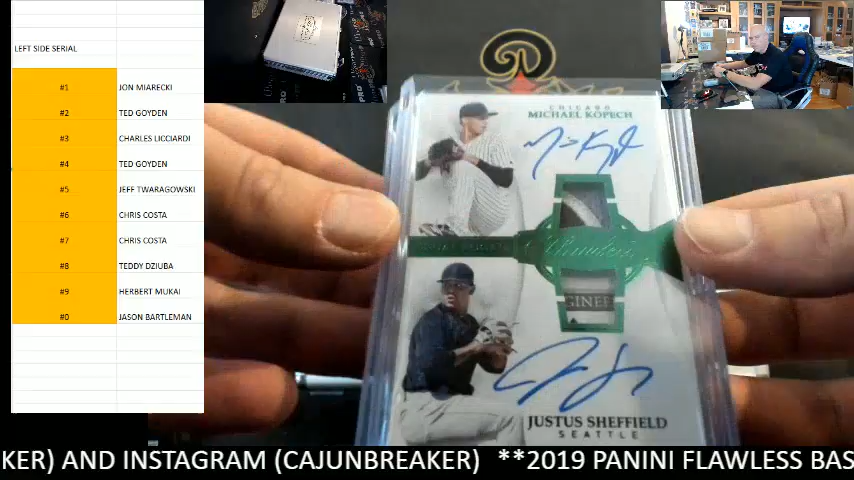 LEFT SIDE SERIAL
#1 JON MIARECKI
#2 TED GOYDEN
#3 CHARLES LICCIARDI
#4 TED GOYDEN
#5 JEFF TWARAGOWSKI
#6 CHRIS COSTA
#7 CHRIS COSTA
#8 TEDDY DZIUBA
#9 HERBERT MUKAI
#0 JASON BARTLEMAN
CHICAGO
MICHAEL KOPECH
Flawless
GINEE
JUSTUS SHEFFIELD
SEATTLE
KER) AND INSTAGRAM (CAJUNBREAKER) **2019 PANINI FLAWLESS BAS